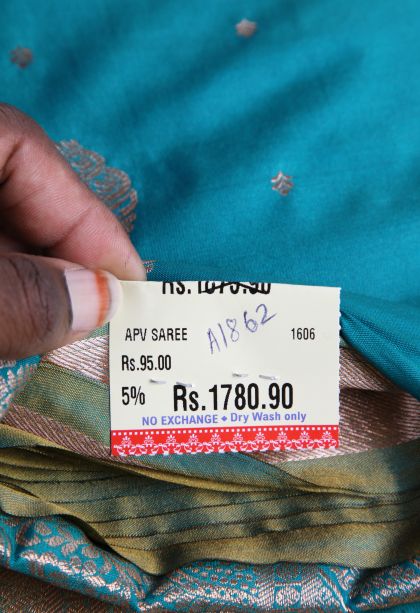 APV SAREE A1862 1606
Rs.95.00
5% Rs.1780.90
NO EXCHANGE ♦ Dry Wash only